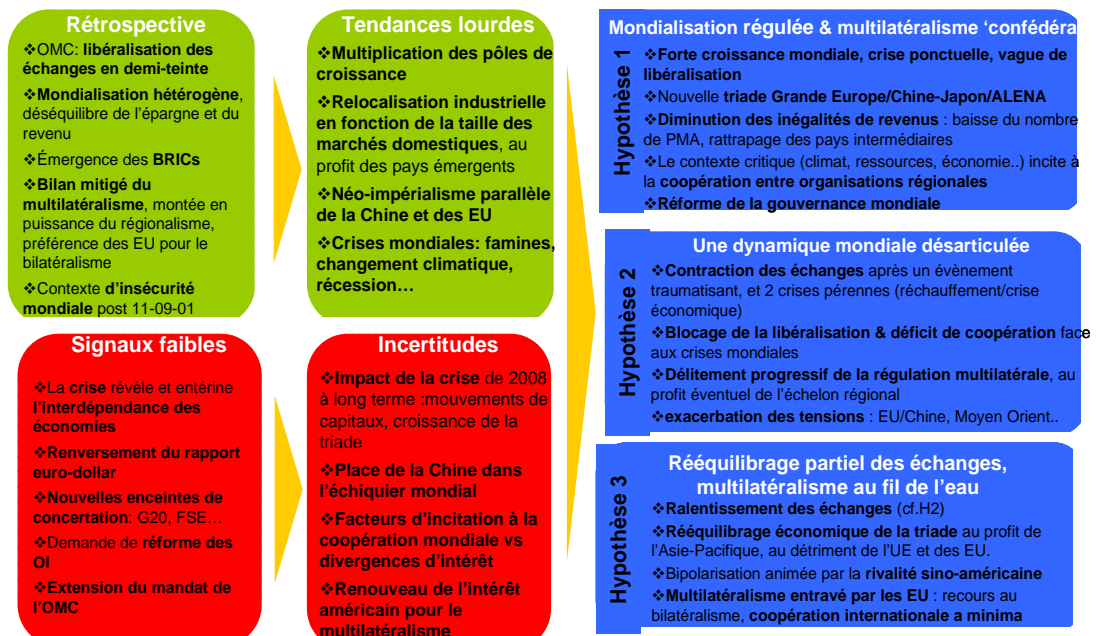 Rétrospective
❖OMC: libéralisation des
échanges en demi-teinte
❖Mondialisation hétérogène,
déséquilibre de l'épargne et du
revenu
❖Émergence des BRICs
❖Bilan mitigé du
multilatéralisme, montée en
puissance du régionalisme,
préférence des EU pour le
bilatéralisme
❖Contexte d'insécurité
mondiale post 11-09-01
Tendances lourdes
❖Multiplication des pôles de
croissance
❖Relocalisation industrielle
en fonction de la taille des
marchés domestiques, au
profit des pays émergents
❖Néo-impérialisme parallèle
de la Chine et des EU
❖Crises mondiales: famines,
changement climatique,
récession…
Signaux faibles
❖La crise révèle et entérine
l'interdépendance des
économies
❖Renversement du rapport
euro-dollar
❖Nouvelles enceintes de
concertation: G20, FSE…
❖Demande de réforme des
OI
❖Extension du mandat de
l'OMC
Incertitudes
❖Impact de la crise de 2008
à long terme :mouvements de
capitaux, croissance de la
triade
❖Place de la Chine dans
l'échiquier mondial
❖Facteurs d'incitation à la
coopération mondiale vs
divergences d'intérêt
❖Renouveau de l'intérêt
américain pour le
multilatéralisme
Hypothèse 1
Mondialisation régulée & multilatéralisme 'confédéra
❖Forte croissance mondiale, crise ponctuelle, vague de
libéralisation
❖Nouvelle triade Grande Europe/Chine-Japon/ALENA
❖Diminution des inégalités de revenus : baisse du nombre
de PMA, rattrapage des pays intermédiaires
❖Le contexte critique (climat, ressources, économie..) incite à
la coopération entre organisations régionales
❖Réforme de la gouvernance mondiale
Hypothèse 2
Une dynamique mondiale désarticulée
❖Contraction des échanges après un évènement
traumatisant, et 2 crises pérennes (réchauffement/crise
économique)
❖Blocage de la libéralisation & déficit de coopération face
aux crises mondiales
❖Délitement progressif de la régulation multilatérale, au
profit éventuel de l'échelon régional
❖exacerbation des tensions : EU/Chine, Moyen Orient..
Hypothèse 3
Rééquilibrage partiel des échanges,
multilatéralisme au fil de l'eau
❖Ralentissement des échanges (cf.H2)
❖Rééquilibrage économique de la triade au profit de
l'Asie-Pacifique, au détriment de l'UE et des EU.
❖Bipolarisation animée par la rivalité sino-américaine
❖Multilatéralisme entravé par les EU : recours au
bilatéralisme, coopération internationale a minima